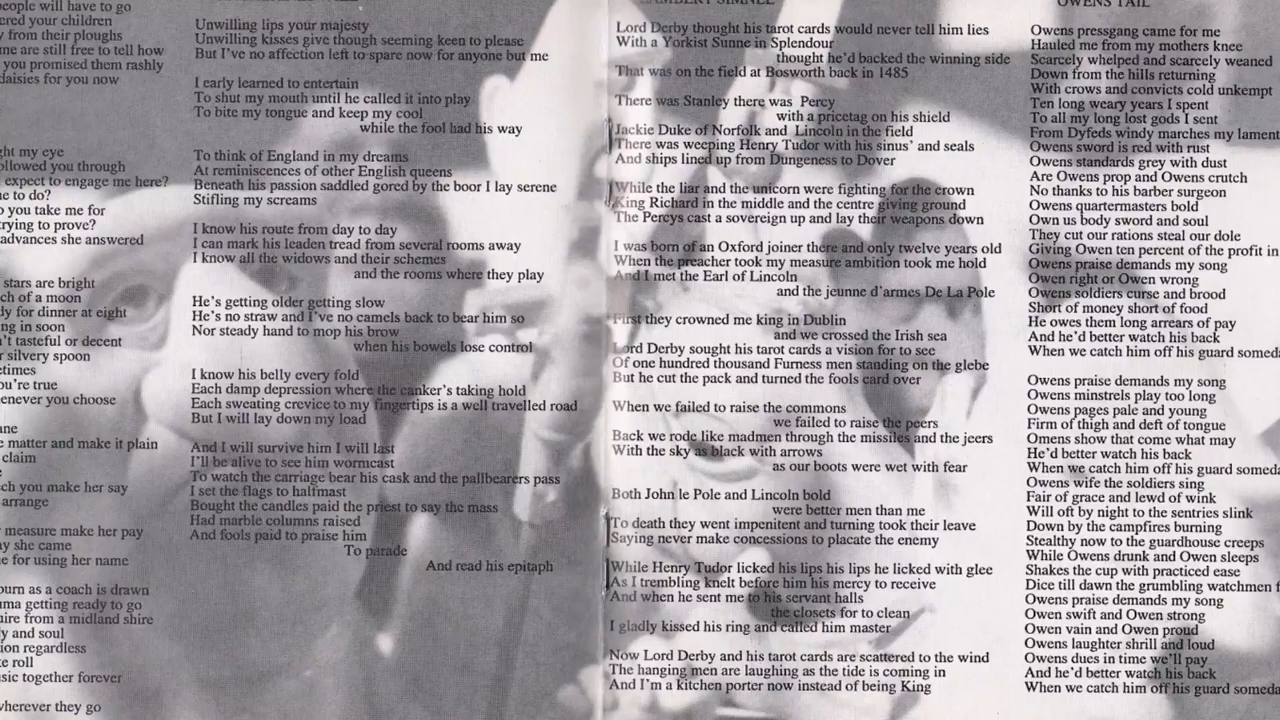 people will have to go
ered your children
y from their ploughs
me are still free to tell how
you promised them rashly
daisies for you now
ght my eye
ollowed you through
expect to engage me here?
ne to do?
o you take me for
trying to prove?
advances she answered
stars are bright
ch of a moon
dy for dinner at eight
ng in soon
n't tasteful or decent
r silvery spoon
etimes
ou're true
enever you choose
ane
e matter and make it plain
claim
ch you make her say
arrange
r measure make her pay
ay she came
e for using her name
ourn as a coach is drawn
uma getting ready to go
ire from a midland shire
y and soul
ion regardless
te roll
sic together forever
wherever they go
Unwilling lips your majesty
Unwilling kisses give though seeming keen to please
But I've no affection left to spare now for anyone but me
I early learned to entertain
To shut my mouth until he called it into play
To bite my tongue and keep my cool
while the fool had his way
To think of England in my dreams
At reminiscences of other English queens
Beneath his passion saddled gored by the boor I lay serene
Stifling my screams
I know his route from day to day
I can mark his leaden tread from several rooms away
I know all the widows and their schemes
and the rooms where they play
He's getting older getting slow
He's no straw and I've no camels back to bear him so
Nor steady hand to mop his brow
when his bowels lose control
I know his belly every fold
Each damp depression where the canker's taking hold
Each sweating crevice to my fingertips is a well travelled road
But I will lay down my load
And I will survive him I will last
I'll be alive to see him wormcast
To watch the carriage bear his cask and the pallbearers pass
I set the flags to halfmast
Bought the candles paid the priest to say the mass
Had marble columns raised
And fools paid to praise him
To parade
And read his epitaph
LAMBERT SIMNEL
Lord Derby thought his tarot cards would never tell him lies
With a Yorkist Sunne in Splendour
thought he'd backed the winning side
That was on the field at Bosworth back in 1485
There was Stanley there was Percy
with a pricetag on his shield
Jackie Duke of Norfolk and Lincoln in the field
There was weeping Henry Tudor with his sinus' and seals
And ships lined up from Dungeness to Dover
While the liar and the unicorn were fighting for the crown
King Richard in the middle and the centre giving ground
The Percys cast a sovereign up and lay their weapons down
I was born of an Oxford joiner there and only twelve years old
When the preacher took my measure ambition took me hold
And I met the Earl of Lincoln
and the jeunne d'armes De La Pole
First they crowned me king in Dublin
and we crossed the Irish sea
Lord Derby sought his tarot cards a vision for to see
Of one hundred thousand Furness men standing on the glebe
But he cut the pack and turned the fools card over
When we failed to raise the commons
we failed to raise the peers
Back we rode like madmen through the missiles and the jeers
With the sky as black with arrows
as our boots were wet with fear
Both John le Pole and Lincoln bold
were better men than me
To death they went impenitent and turning took their leave
Saying never make concessions to placate the enemy
While Henry Tudor licked his lips his lips he licked with glee
As I trembling knelt before him his mercy to receive
And when he sent me to his servant halls
the closets for to clean
I gladly kissed his ring and called him master
Now Lord Derby and his tarot cards are scattered to the wind
The hanging men are laughing as the tide is coming in
And I'm a kitchen porter now instead of being King
OWENS TAIL
Owens pressgang came for me
Hauled me from my mothers knee
Scarcely whelped and scarcely weaned
Down from the hills returning
With crows and convicts cold unkempt
Ten long weary years I spent
To all my long lost gods I sent
From Dyfeds windy marches my lament
Owens sword is red with rust
Owens standards grey with dust
Are Owens prop and Owens crutch
No thanks to his barber surgeon
Owens quartermasters bold
Own us body sword and soul
They cut our rations steal our dole
Giving Owen ten percent of the profit in
Owens praise demands my song
Owen right or Owen wrong
Owens soldiers curse and brood
Short of money short of food
He owes them long arrears of pay
And he'd better watch his back
When we catch him off his guard someda
Owens praise demands my song
Owens minstrels play too long
Owens pages pale and young
Firm of thigh and deft of tongue
Omens show that come what may
He'd better watch his back
When we catch him off his guard someda
Owens wife the soldiers sing
Fair of grace and lewd of wink
Will oft by night to the sentries slink
Down by the campfires burning
Stealthy now to the guardhouse creeps
While Owens drunk and Owen sleeps
Shakes the cup with practiced ease
Dice till dawn the grumbling watchmen f
Owens praise demands my song
Owen swift and Owen strong
Owen vain and Owen proud
Owens laughter shrill and loud
Owens dues in time we'll pay
And he'd better watch his back
When we catch him off his guard someda